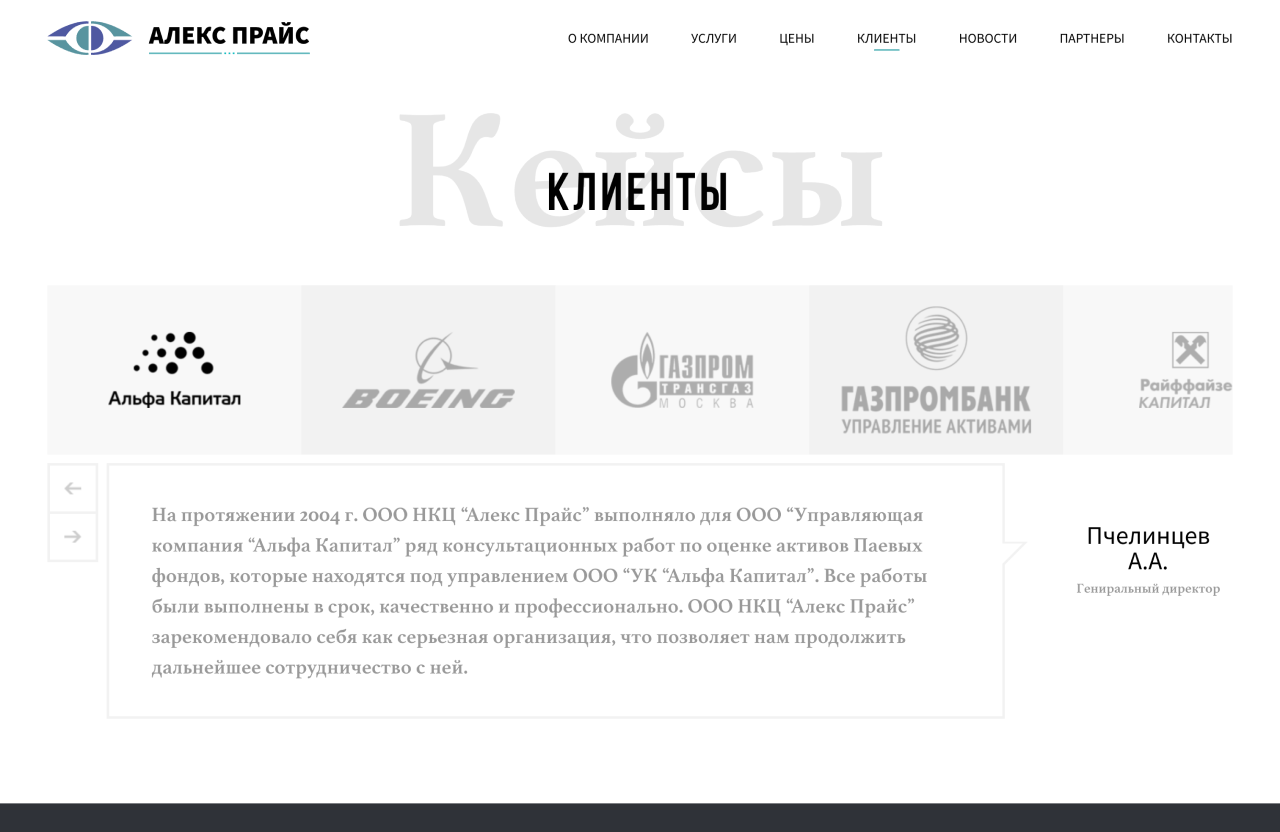 АЛЕКС ПРАЙС
О КОМПАНИИ УСЛУГИ ЦЕНЫ КЛИЕНТЫ НОВОСТИ ПАРТНЕРЫ КОНТАКТЫ
Кейсы
КЛИЕНТЫ
Альфа Капитал
BOEING
ГАЗПРОМ
ТРАНСГАЗ
МОСКВА
ГАЗПРОМБАНК
УПРАВЛЕНИЕ АКТИВАМИ
Райффайзе
КАПИТАЛ
На протяжении 2004 г. ООО НКЦ “Алекс Прайс” выполняло для ООО “Управляющая
компания “Альфа Капитал” ряд консультационных работ по оценке активов Паевых
фондов, которые находятся под управлением ООО “УК “Альфа Капитал”. Все работы
были выполнены в срок, качественно и профессионально. ООО НКЦ “Алекс Прайс”
зарекомендовало себя как серьезная организация, что позволяет нам продолжить
дальнейшее сотрудничество с ней.
Пчелинцев
А.А.
Гениральный директор